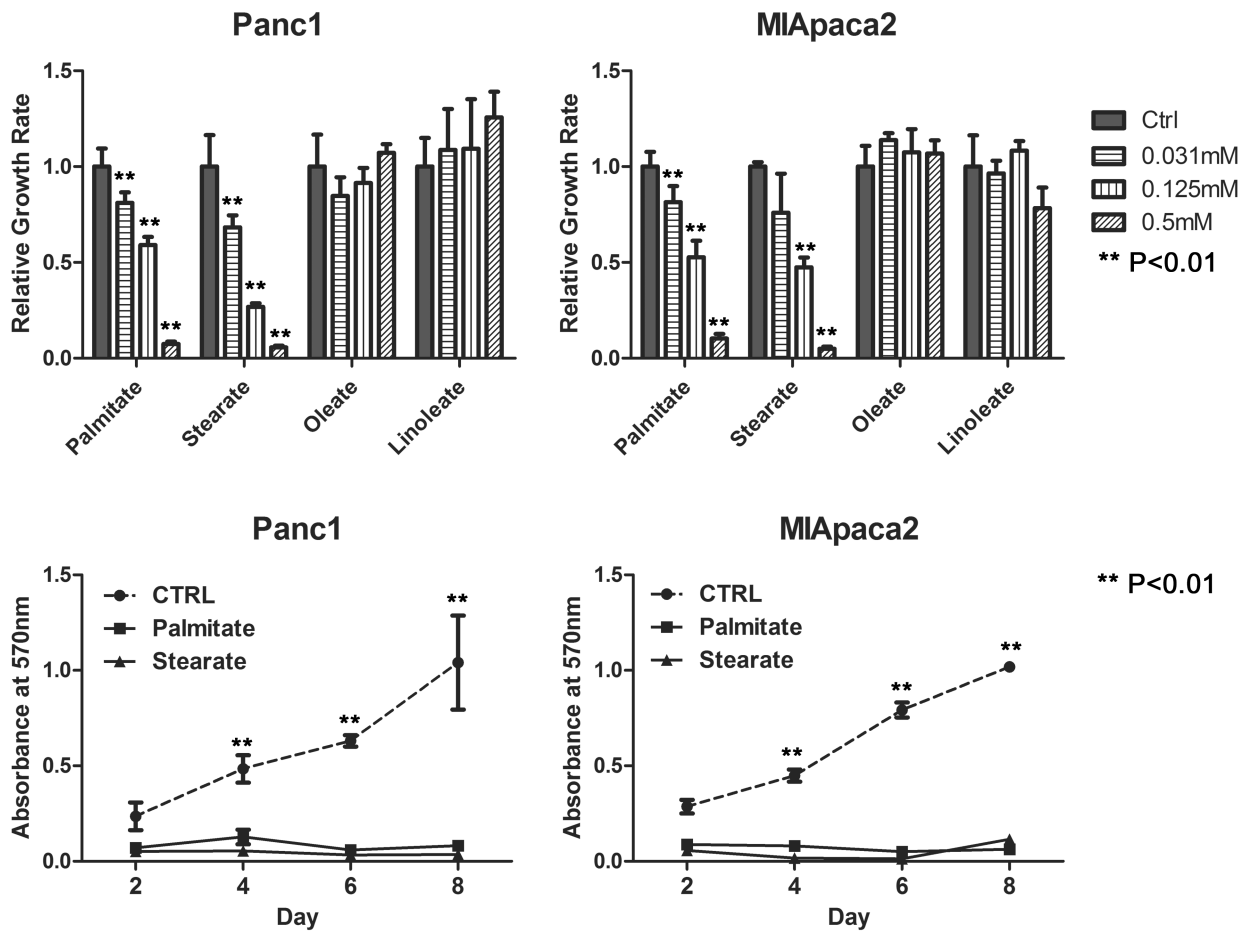 Panc1
Relative Growth Rate
1.5
1.0
0.5
0.0
**
**
**
**
**
**
Palmitate
Stearate
Oleate
Linoleate
MIApaca2
Relative Growth Rate
1.5
1.0
0.5
0.0
**
**
**
**
**
Palmitate
Stearate
Oleate
Linoleate
Ctrl
0.031mM
0.125mM
0.5mM
** P<0.01
Panc1
Absorbance at 570nm
1.5
1.0
0.5
0.0
CTRL
Palmitate
Stearate
**
**
**
2 4 6 8
Day
MIApaca2
Absorbance at 570nm
1.5
1.0
0.5
0.0
CTRL
Palmitate
Stearate
**
**
**
2 4 6 8
Day
** P<0.01